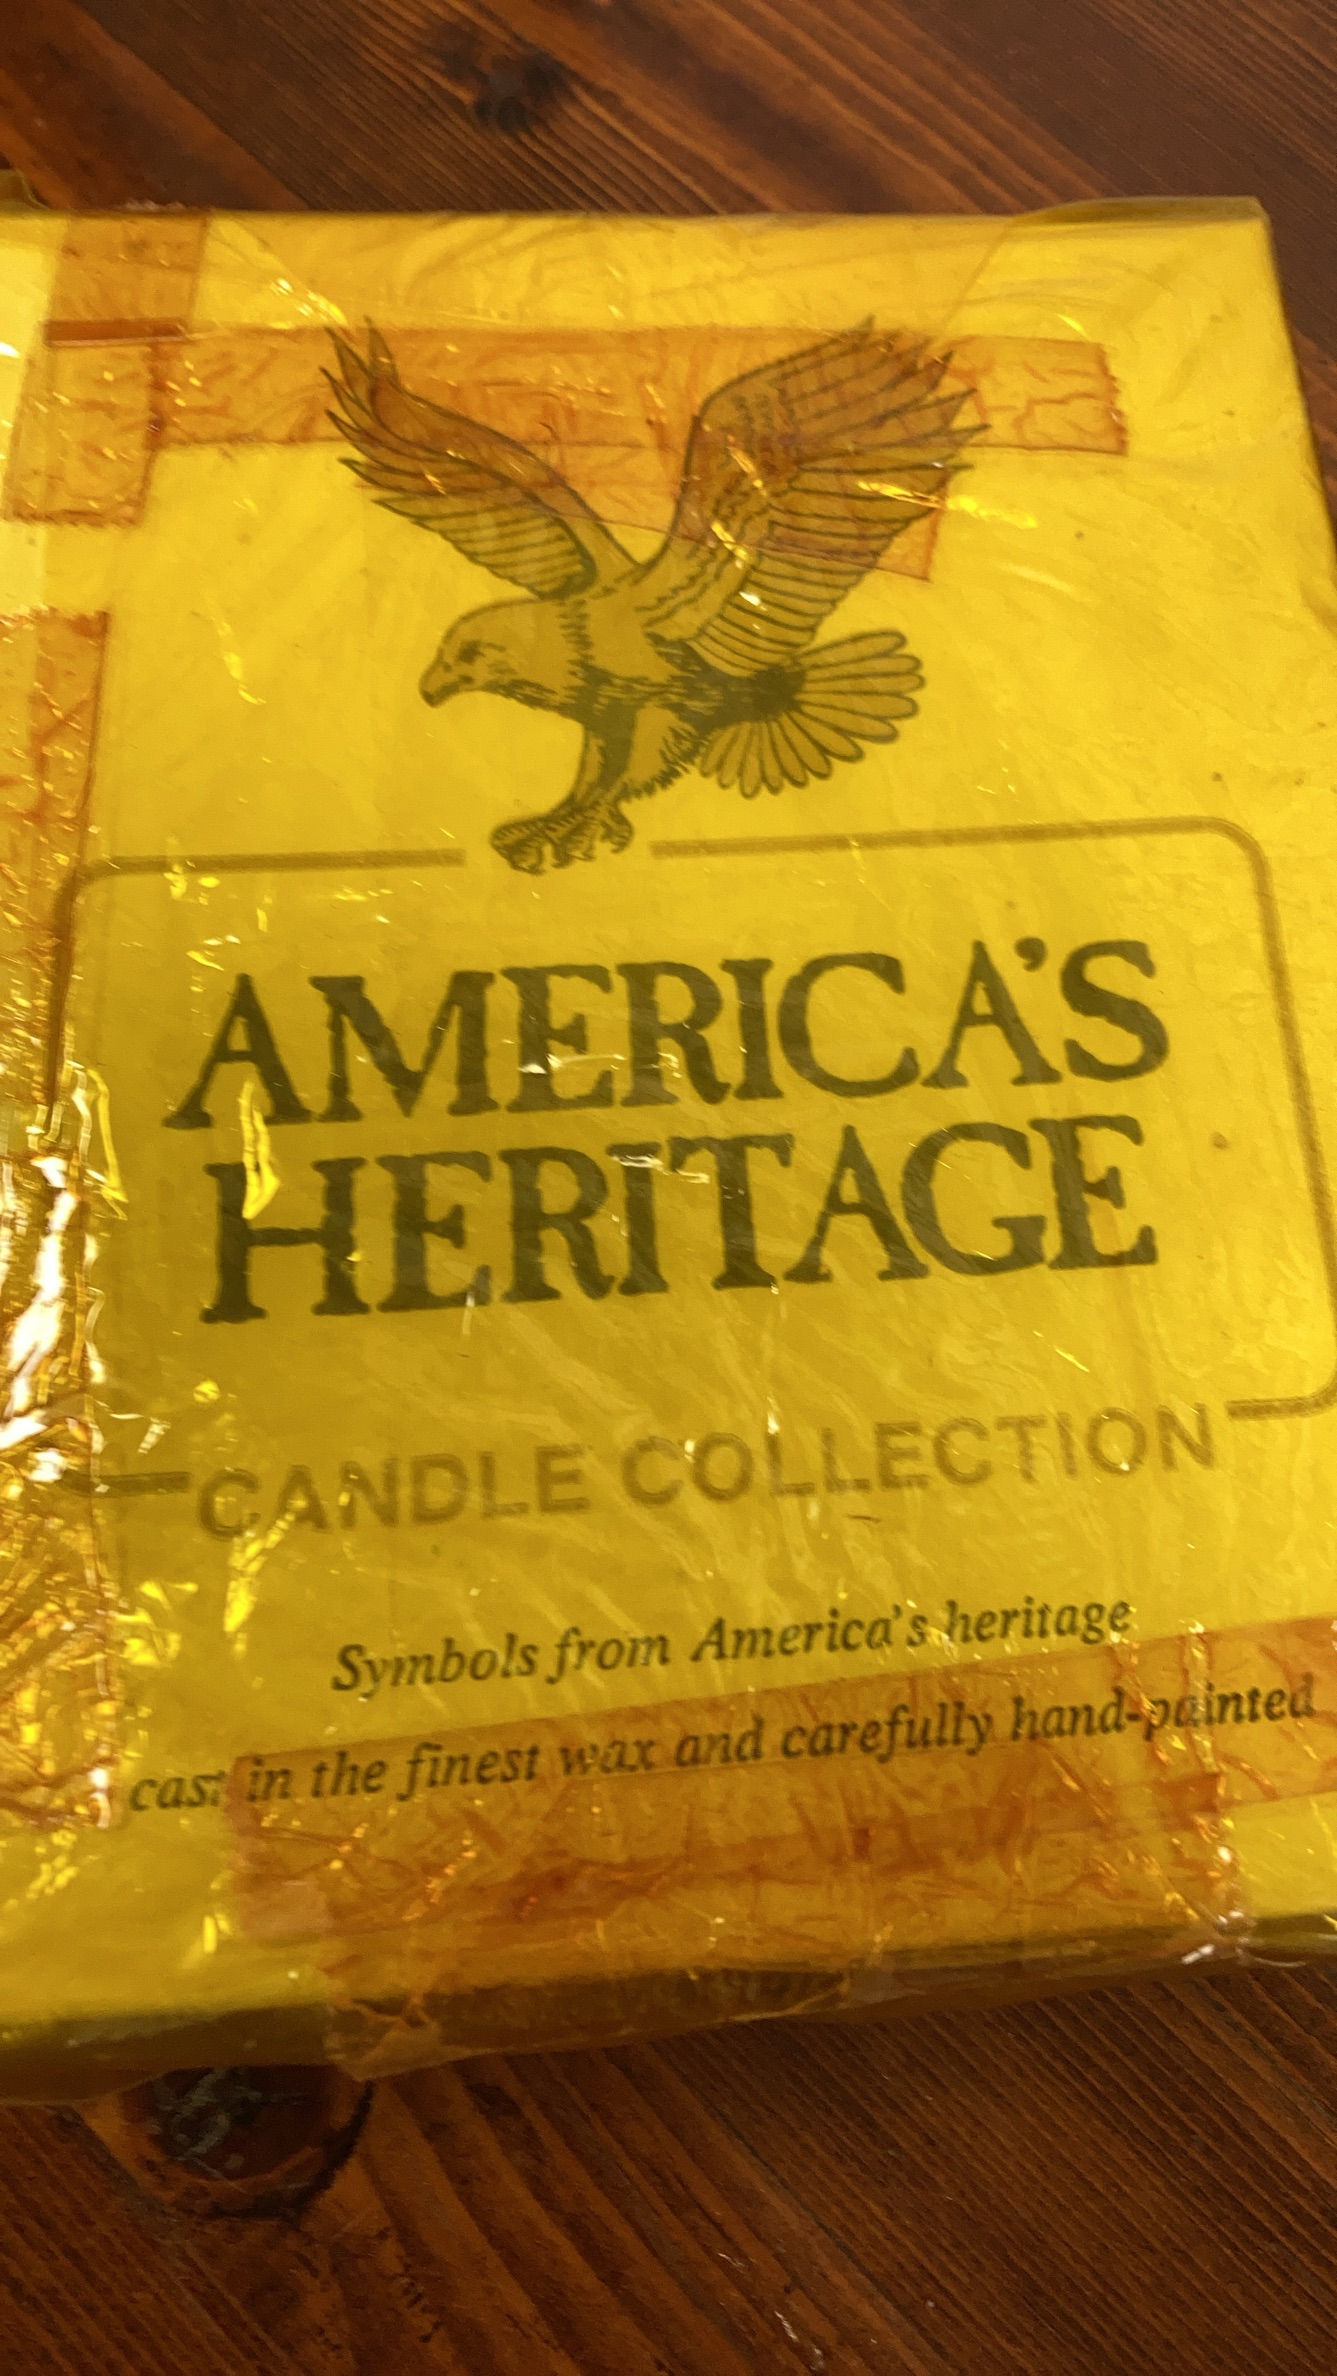 AMERICA'S
HERITAGE
CANDLE COLLECTION
Symbols from America's heritage
cast in the finest wax and carefully hand-painted